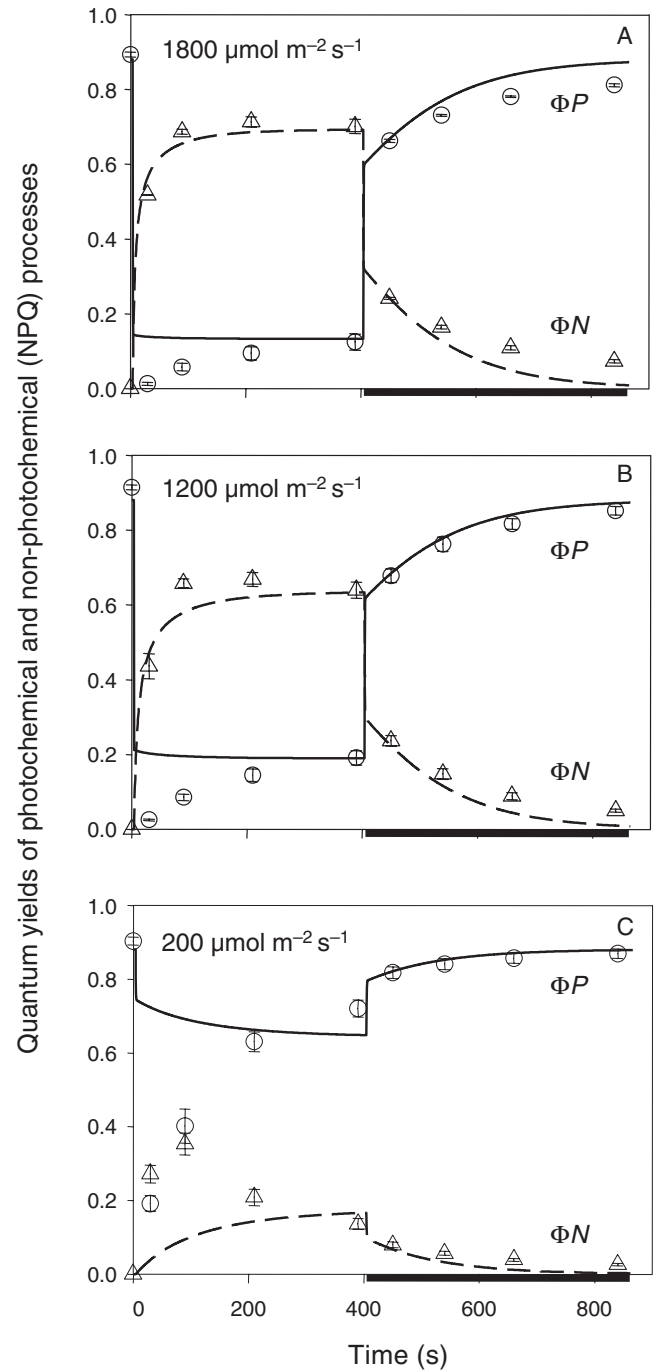 Quantum yields of photochemical and non-photochemical (NPQ) processes
1.0
1800 μmol m⁻² s⁻¹
A
0.8
ΦP
0.6
0.4
ΦN
0.2
0.0
1.0
1200 μmol m⁻² s⁻¹
B
0.8
ΦP
0.6
0.4
ΦN
0.2
0.0
1.0
200 μmol m⁻² s⁻¹
C
0.8
ΦP
0.6
0.4
0.2
ΦN
0.0
0 200 400 600 800
Time (s)